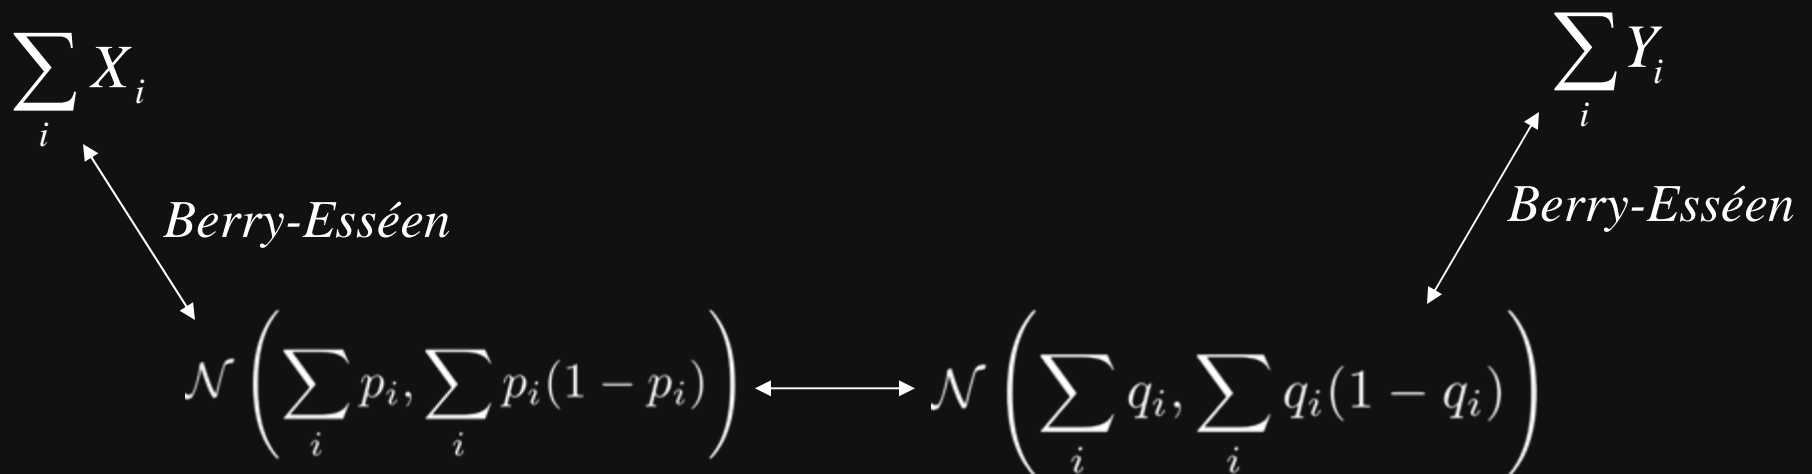 ∑_i X_i
∑_i Y_i
Berry-Esséen
Berry-Esséen
𝒩(∑_i p_i, ∑_i p_i(1 − p_i))
𝒩(∑_i q_i, ∑_i q_i(1 − q_i))